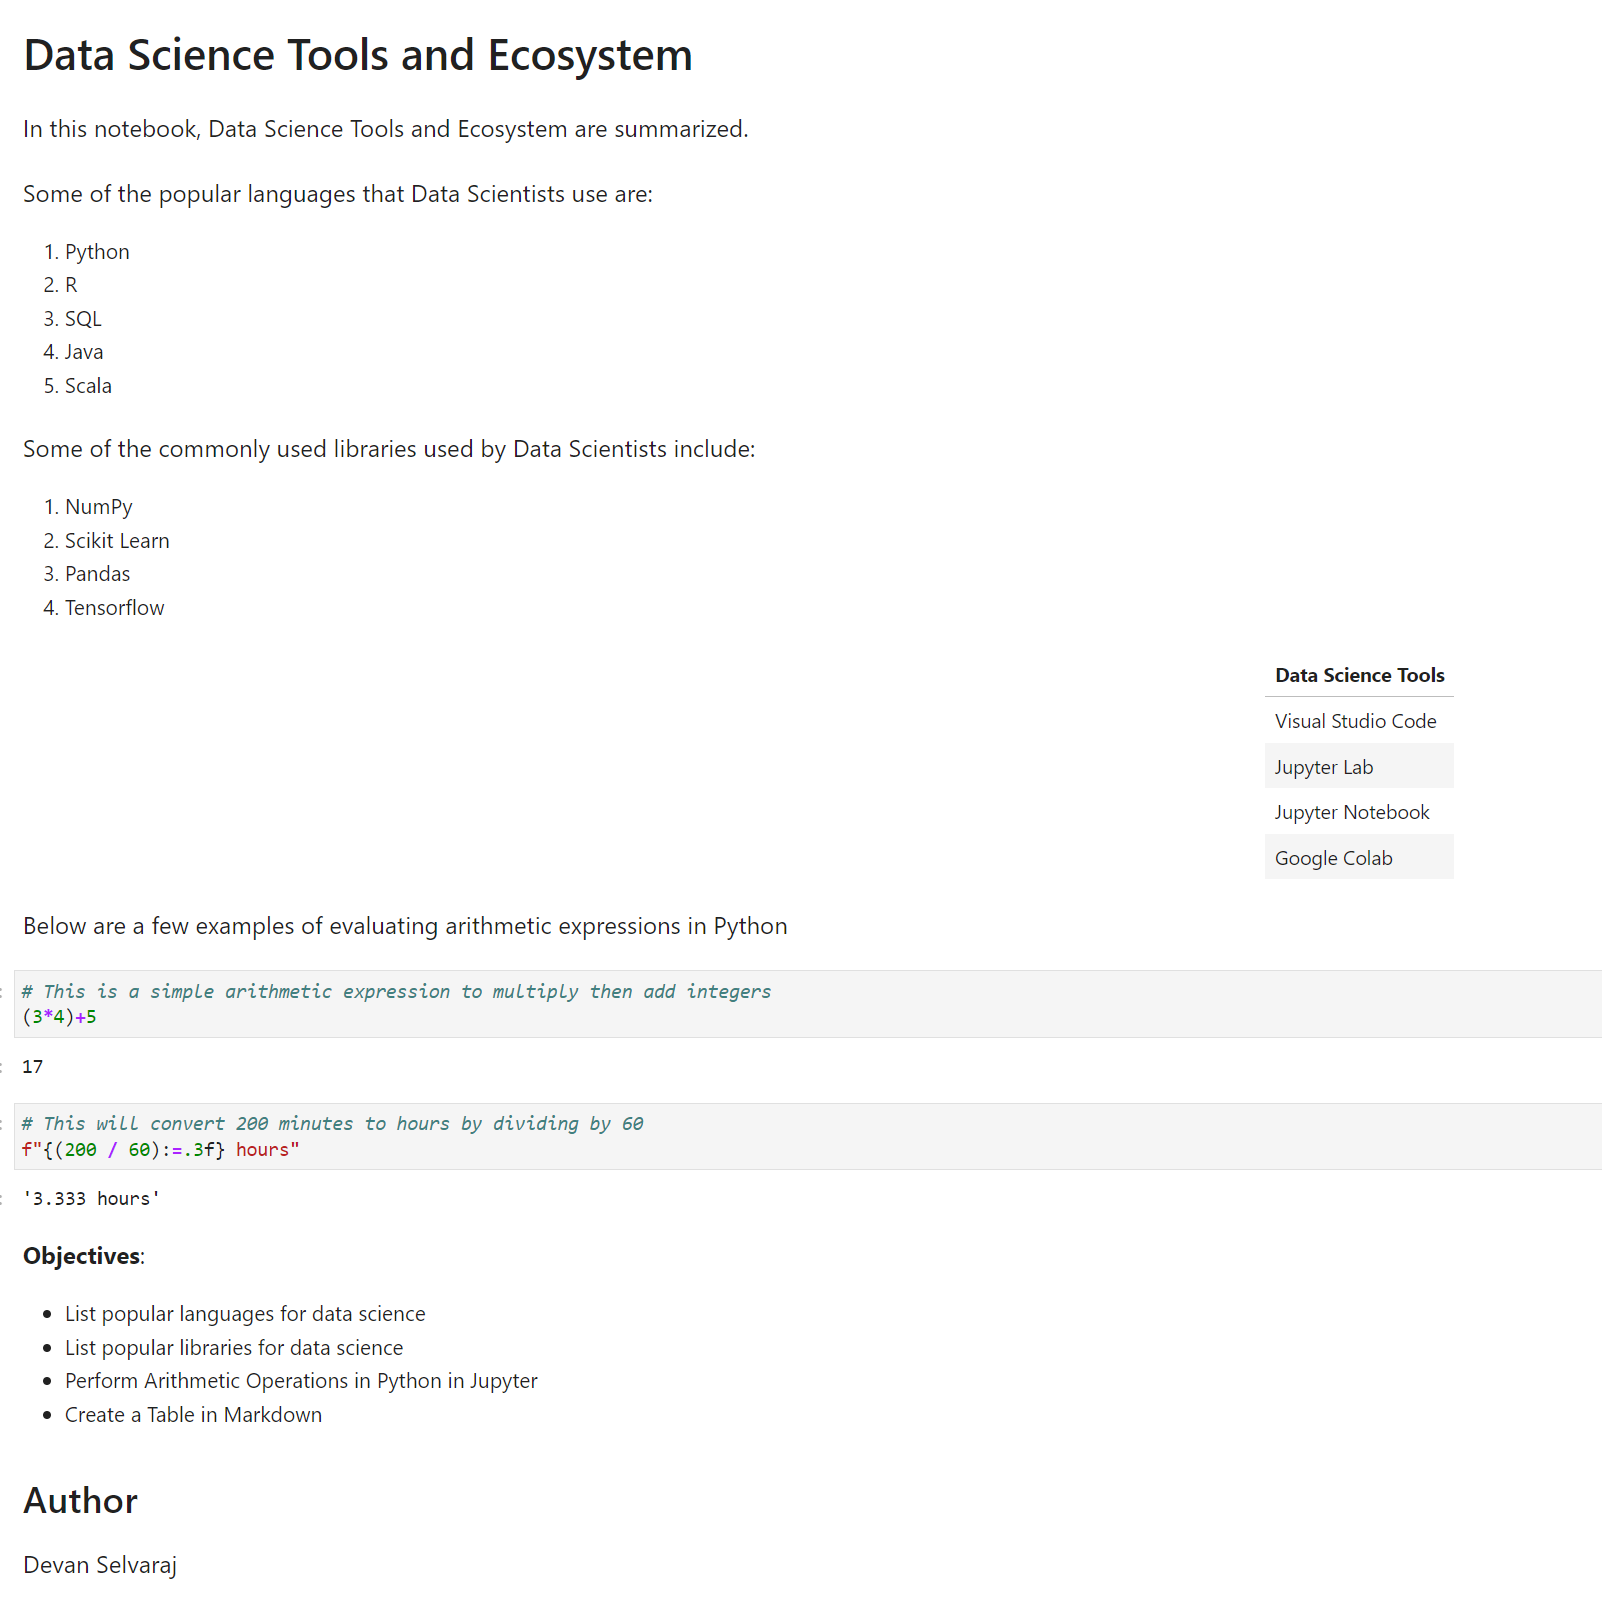 Data Science Tools and Ecosystem
In this notebook, Data Science Tools and Ecosystem are summarized.
Some of the popular languages that Data Scientists use are:
1. Python
2. R
3. SQL
4. Java
5. Scala
Some of the commonly used libraries used by Data Scientists include:
1. NumPy
2. Scikit Learn
3. Pandas
4. Tensorflow
Data Science Tools
Visual Studio Code
Jupyter Lab
Jupyter Notebook
Google Colab
Below are a few examples of evaluating arithmetic expressions in Python
# This is a simple arithmetic expression to multiply then add integers
(3*4)+5
17
# This will convert 200 minutes to hours by dividing by 60
f"{(200 / 60):=.3f} hours"
'3.333 hours'
Objectives:
• List popular languages for data science
• List popular libraries for data science
• Perform Arithmetic Operations in Python in Jupyter
• Create a Table in Markdown
Author
Devan Selvaraj